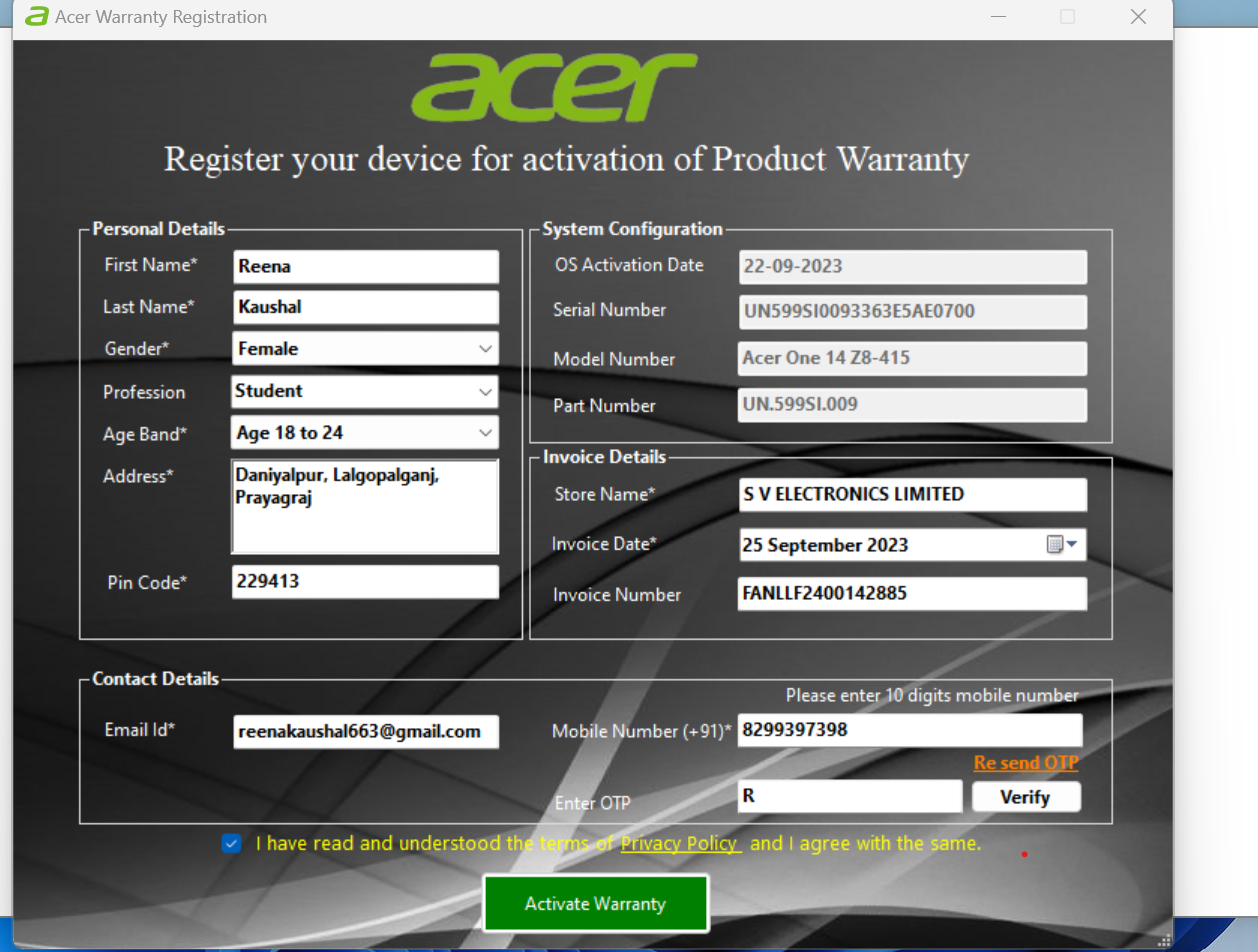 Acer Warranty Registration
acer
Register your device for activation of Product Warranty
Personal Details
First Name* Reena
Last Name* Kaushal
Gender* Female
Profession Student
Age Band* Age 18 to 24
Address* Daniyalpur, Lalgopalganj,
Prayagraj
Pin Code* 229413
System Configuration
OS Activation Date 22-09-2023
Serial Number UN599SI0093363E5AE0700
Model Number Acer One 14 Z8-415
Part Number UN.599SI.009
Invoice Details
Store Name* S V ELECTRONICS LIMITED
Invoice Date* 25 September 2023
Invoice Number FANLLF2400142885
Contact Details
Please enter 10 digits mobile number
Email Id* reenakaushal663@gmail.com
Mobile Number (+91)* 8299397398
Re send OTP
Enter OTP R Verify
I have read and understood the terms of Privacy Policy and I agree with the same.
Activate Warranty